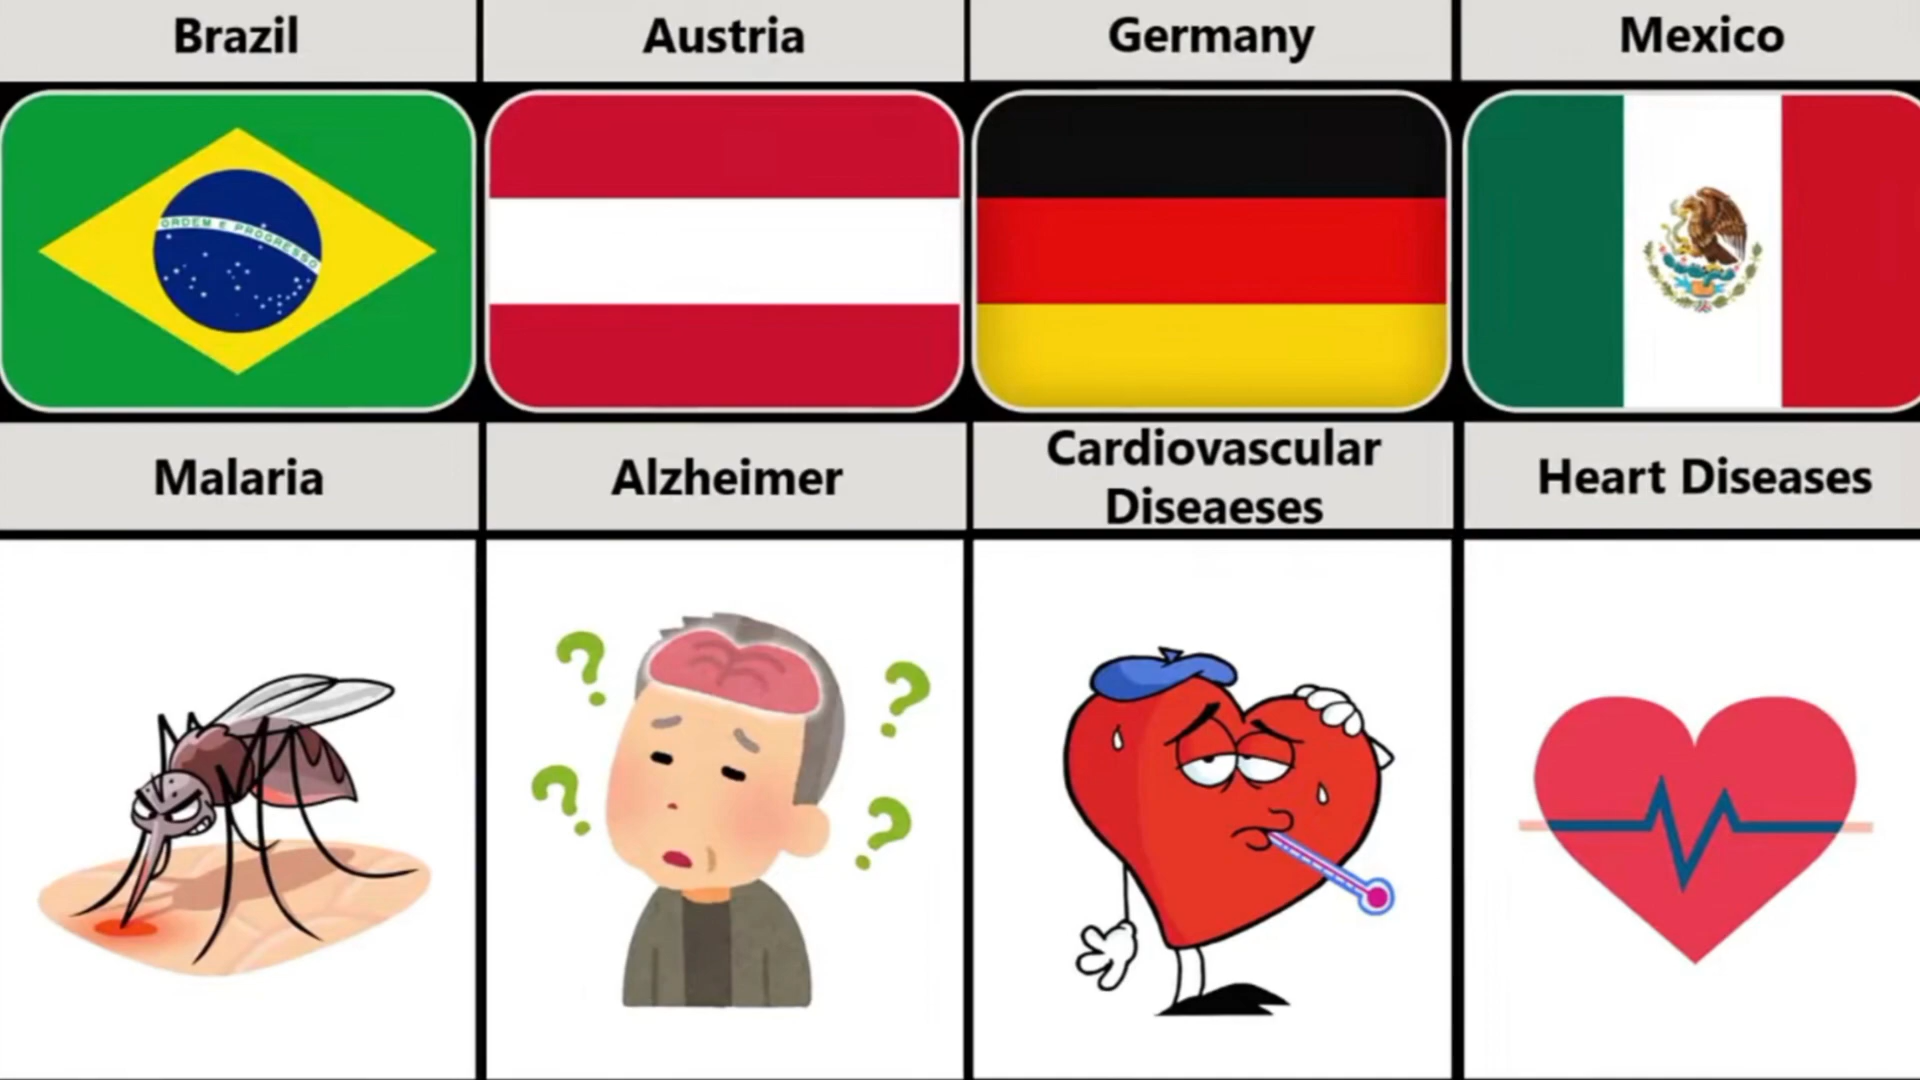 Brazil
Austria
Germany
Mexico
ORDEM E PROGRESSO
Malaria
Alzheimer
Cardiovascular
Diseaeses
Heart Diseases